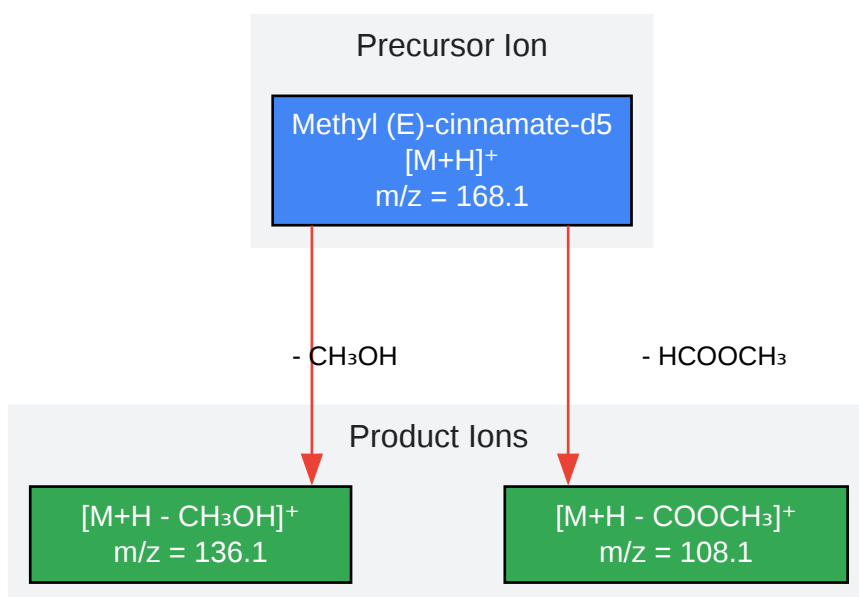 Precursor Ion
Methyl (E)-cinnamate-d5
[M+H]⁺
m/z = 168.1
- CH₃OH
- HCOOCH₃
Product Ions
[M+H - CH₃OH]⁺
m/z = 136.1
[M+H - COOCH₃]⁺
m/z = 108.1